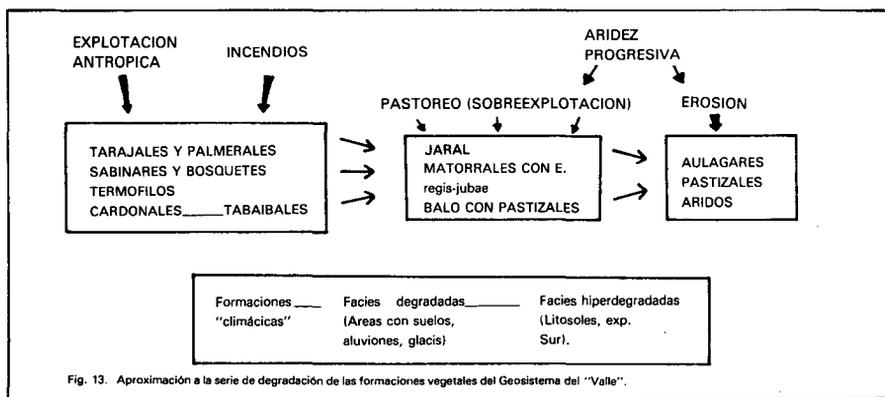 EXPLOTACION
ANTROPICA
INCENDIOS
ARIDEZ
PROGRESIVA
PASTOREO (SOBREEXPLOTACION)
EROSION
TARAJALES Y PALMERALES
SABINARES Y BOSQUETES
TERMOFILOS
CARDONALES____TABAIBALES
JARAL
MATORRALES CON E.
regis-jubae
BALO CON PASTIZALES
AULAGARES
PASTIZALES
ARIDOS
Formaciones ___ Facies degradadas______ Facies hiperdegradadas
"climácicas" (Areas con suelos, (Litosoles, exp.
aluviones, glacis) Sur).
Fig. 13. Aproximación a la serie de degradación de las formaciones vegetales del Geosistema del "Valle".